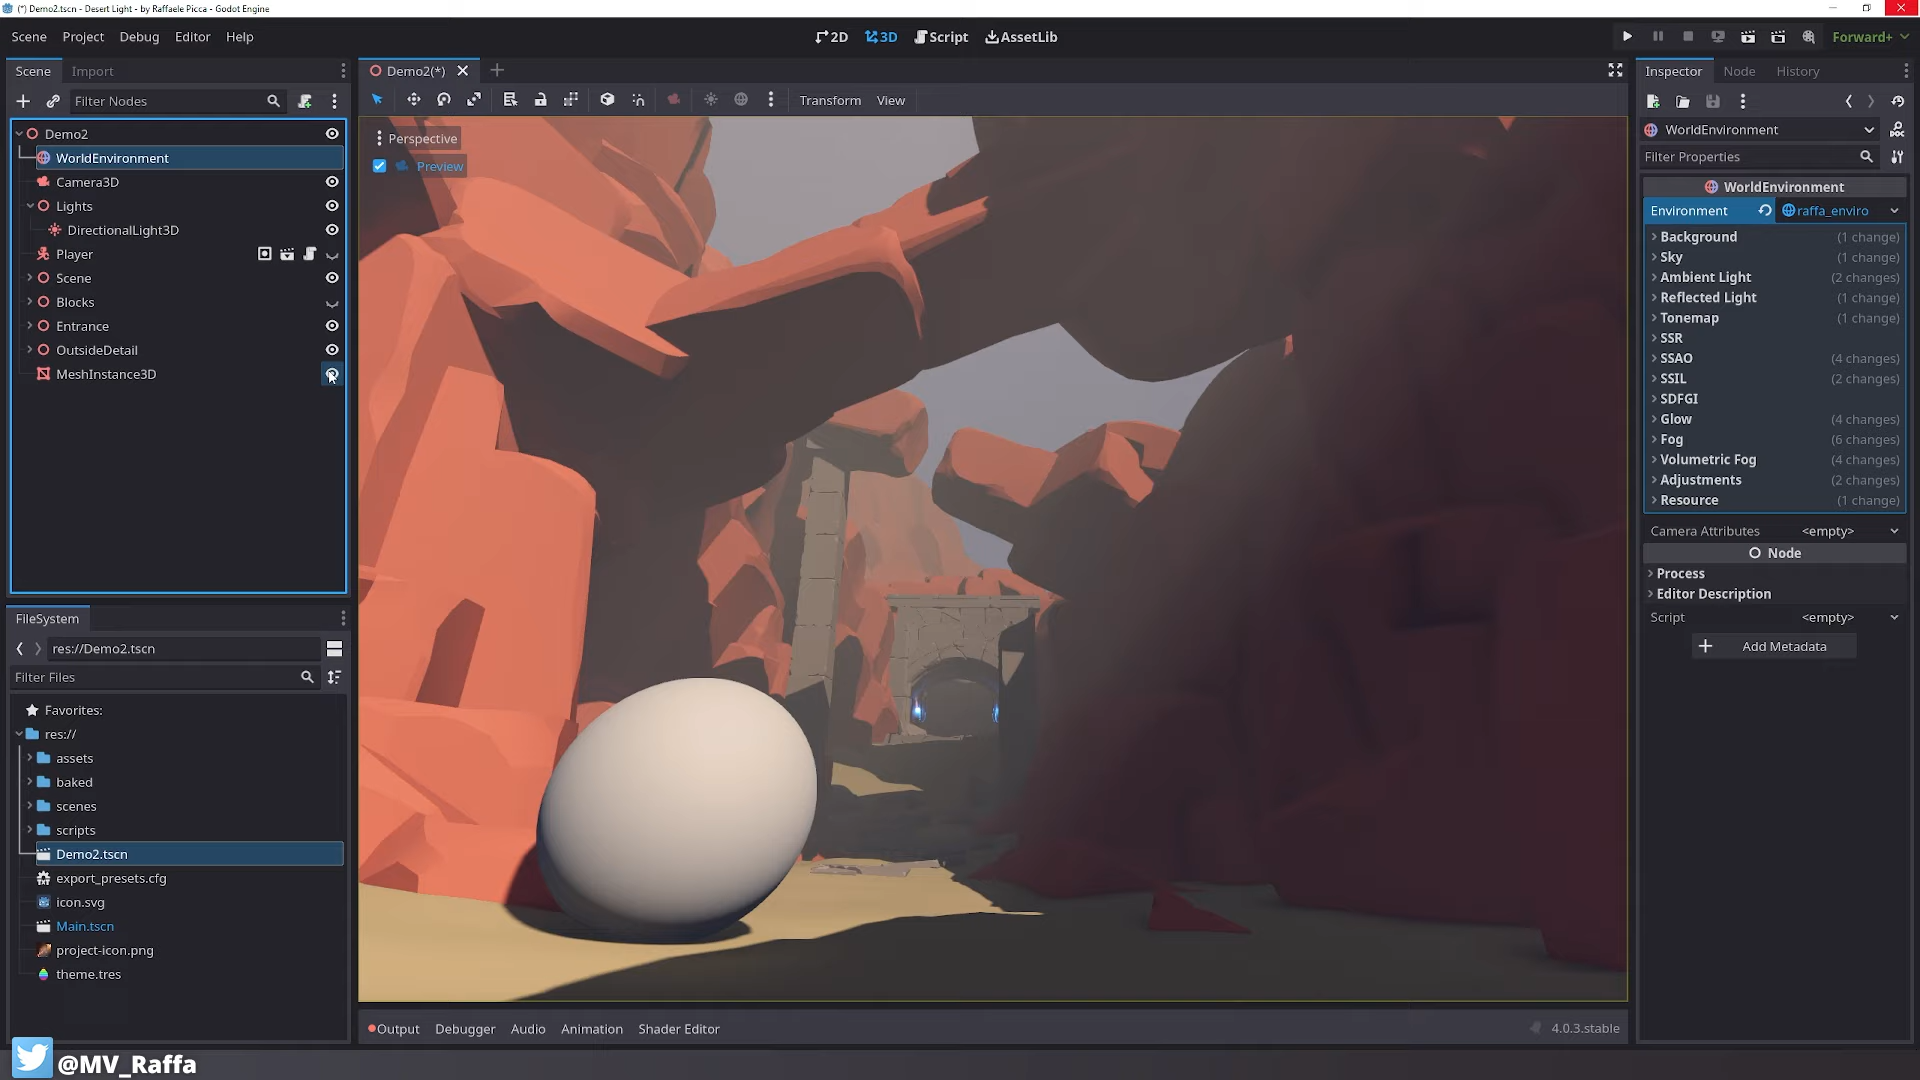 (*) Demo2.tscn - Desert Light - by Raffaele Picca - Godot Engine
Scene Project Debug Editor Help
2D 3D Script AssetLib
Forward+
Scene Import
Demo2(*)
Inspector Node History
Filter Nodes
Transform View
Demo2
WorldEnvironment
Camera3D
Lights
DirectionalLight3D
Player
Scene
Blocks
Entrance
OutsideDetail
MeshInstance3D
Perspective
Preview
WorldEnvironment
Filter Properties
WorldEnvironment
Environment raffa_enviro
Background (1 change)
Sky (1 change)
Ambient Light (2 changes)
Reflected Light (1 change)
Tonemap (1 change)
SSR
SSAO (4 changes)
SSIL (2 changes)
SDFGI
Glow (4 changes)
Fog (6 changes)
Volumetric Fog (4 changes)
Adjustments (2 changes)
Resource (1 change)
Camera Attributes <empty>
Node
Process
Editor Description
Script <empty>
Add Metadata
FileSystem
res://Demo2.tscn
Filter Files
Favorites:
res://
assets
baked
scenes
scripts
Demo2.tscn
export_presets.cfg
icon.svg
Main.tscn
project-icon.png
theme.tres
Output Debugger Audio Animation Shader Editor
4.0.3.stable
@MV_Raffa